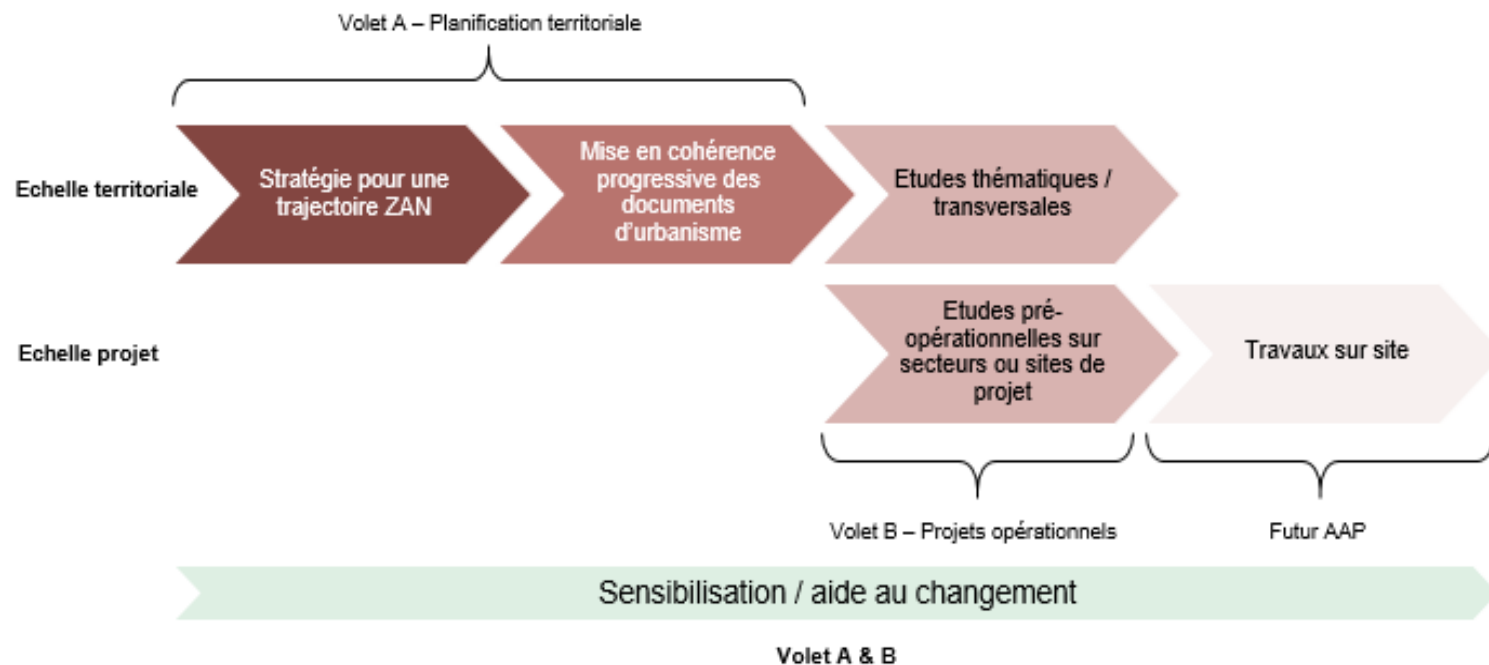 Volet A – Planification territoriale
Echelle territoriale
Stratégie pour une
trajectoire ZAN
Mise en cohérence
progressive des
documents
d'urbanisme
Etudes thématiques /
transversales
Echelle projet
Etudes pré-
opérationnelles sur
secteurs ou sites de
projet
Travaux sur site
Volet B – Projets opérationnels
Futur AAP
Sensibilisation / aide au changement
Volet A & B